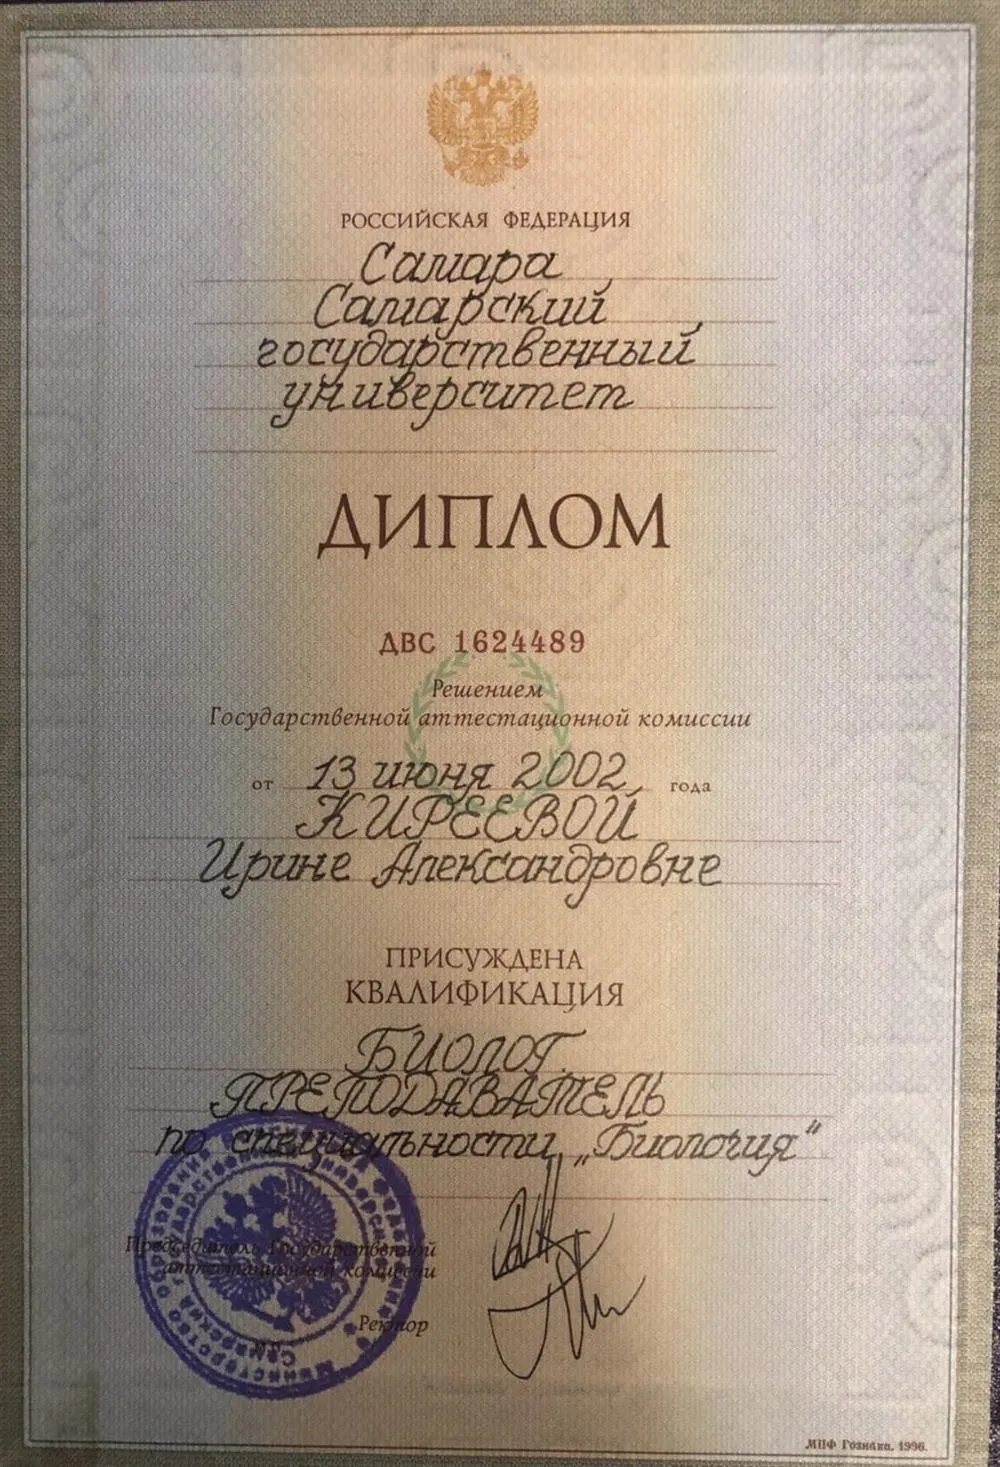 РОССИЙСКАЯ ФЕДЕРАЦИЯ
Самара
Самарский
государственный
университет
ДИПЛОМ
ДВС 1624489
Решением
Государственной аттестационной комиссии
от 13 июня 2002 года
КИРЕЕВОЙ
Ирине Александровне
ПРИСУЖДЕНА
КВАЛИФИКАЦИЯ
БИОЛОГ.
ПРЕПОДАВАТЕЛЬ
по специальности „Биология“
Председатель Государственной
аттестационной комиссии
Ректор
МПФ Гознака. 1996.